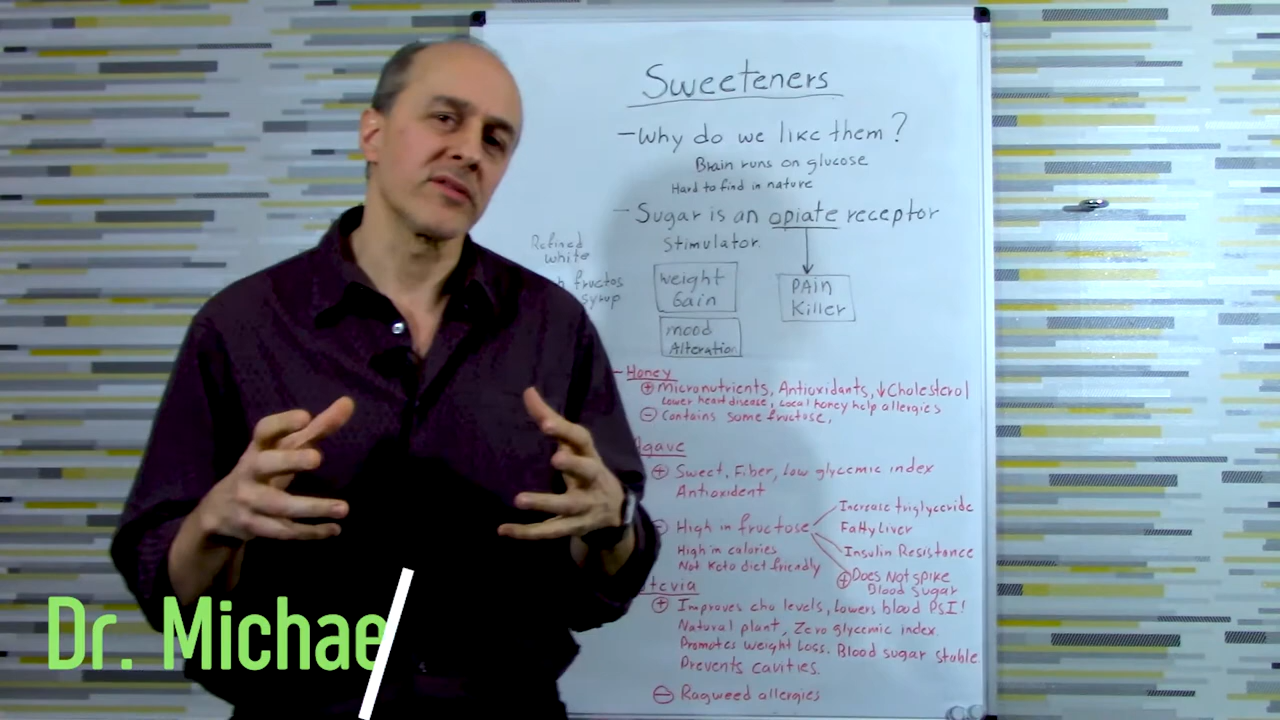 Sweeteners
- Why do we like them?
Brain runs on glucose
Hard to find in nature
- Sugar is an opiate receptor
Stimulator.
Refined
white
fructos
syrup
weight
Gain
PAin
Killer
mood
Alteration
- Honey
⊕ Micronutrients, Antioxidants, ↓ Cholesterol
Lower heart disease, Local honey help allergies
⊖ Contains some fructose,
Agave
⊕ Sweet, Fiber, Low glycemic index
Antioxident
⊖ High in fructose
High in calories
Not Keto diet friendly
Increase triglyceride
Fatty Liver
Insulin Resistance
⊕ Does Not spike
Blood Sugar
tevia
⊕ Improves cho levels, Lowers blood PSI!
Natural plant, Zero glycemic index
Promotes weight Loss. Blood sugar stable
Prevents cavities.
⊖ Ragweed allergies
Dr. Michae